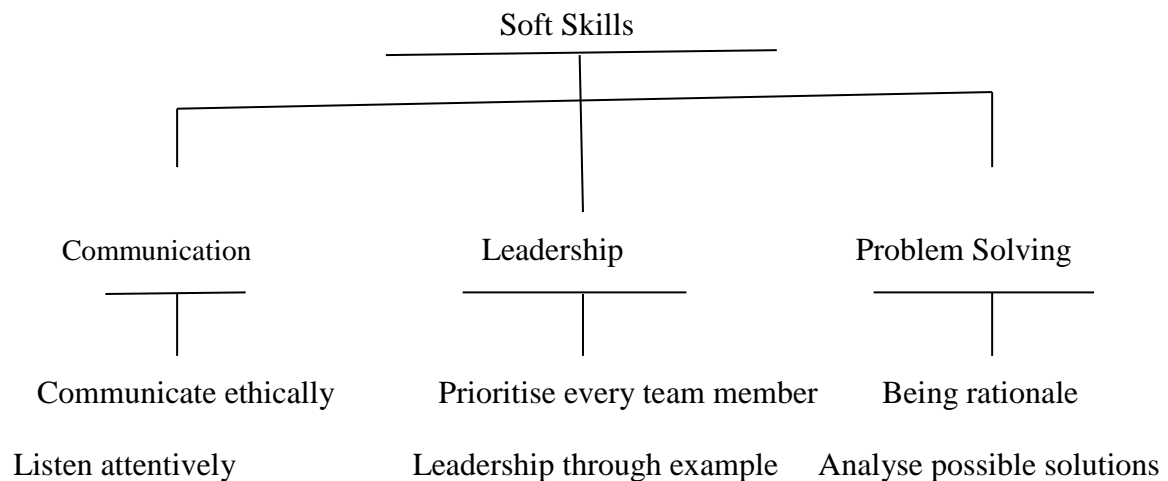 Soft Skills
Communication
Leadership
Problem Solving
Communicate ethically
Prioritise every team member
Being rationale
Listen attentively
Leadership through example
Analyse possible solutions